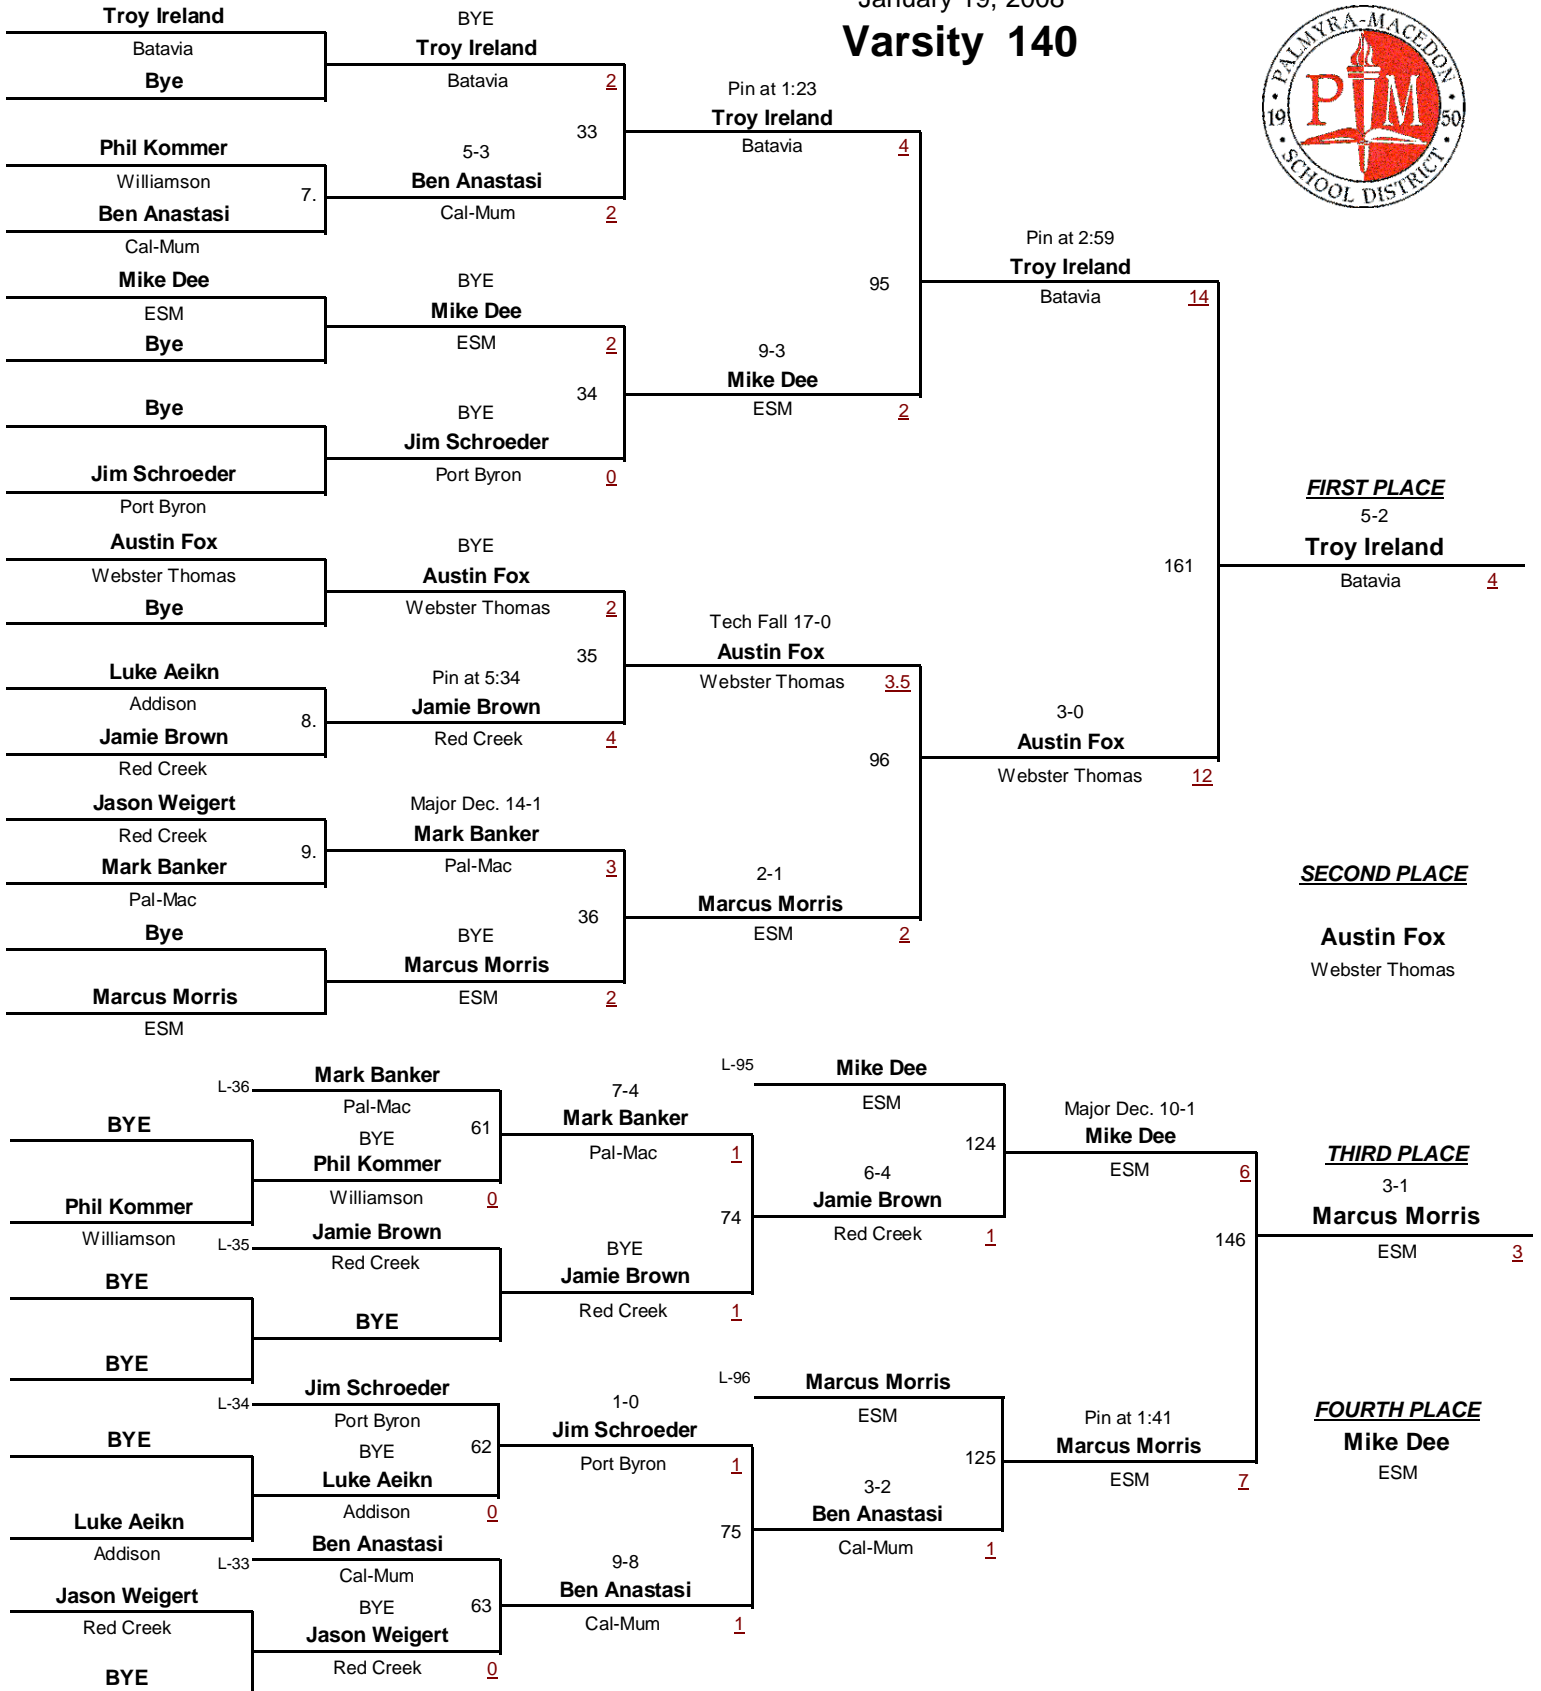 January 19, 2008
Varsity 140
PALMYRA-MACEDON
19 P M 50
SCHOOL DISTRICT
Troy Ireland
Batavia
Bye
Phil Kommer
Williamson
7.
Ben Anastasi
Cal-Mum
Mike Dee
ESM
Bye
Bye
Jim Schroeder
Port Byron
Austin Fox
Webster Thomas
Bye
Luke Aeikn
Addison
8.
Jamie Brown
Red Creek
Jason Weigert
Red Creek
9.
Mark Banker
Pal-Mac
Bye
Marcus Morris
ESM
BYE
Troy Ireland
Batavia 2
33
5-3
Ben Anastasi
Cal-Mum 2
BYE
Mike Dee
ESM 2
34
BYE
Jim Schroeder
Port Byron 0
BYE
Austin Fox
Webster Thomas 2
35
Pin at 5:34
Jamie Brown
Red Creek 4
Major Dec. 14-1
Mark Banker
Pal-Mac 3
36
BYE
Marcus Morris
ESM 2
Pin at 1:23
Troy Ireland
Batavia 4
95
9-3
Mike Dee
ESM 2
Tech Fall 17-0
Austin Fox
Webster Thomas 3.5
96
2-1
Marcus Morris
ESM 2
Pin at 2:59
Troy Ireland
Batavia 14
161
3-0
Austin Fox
Webster Thomas 12
FIRST PLACE
5-2
Troy Ireland
Batavia 4
SECOND PLACE
Austin Fox
Webster Thomas
BYE
Phil Kommer
Williamson
BYE
BYE
BYE
Luke Aeikn
Addison
Jason Weigert
Red Creek
BYE
L-36
Mark Banker
Pal-Mac
61
BYE
Phil Kommer
Williamson 0
L-35
Jamie Brown
Red Creek
BYE
L-34
Jim Schroeder
Port Byron
62
BYE
Luke Aeikn
Addison 0
L-33
Ben Anastasi
Cal-Mum
63
BYE
Jason Weigert
Red Creek 0
7-4
Mark Banker
Pal-Mac 1
74
BYE
Jamie Brown
Red Creek 1
1-0
Jim Schroeder
Port Byron 1
75
9-8
Ben Anastasi
Cal-Mum 1
L-95
Mike Dee
ESM
124
6-4
Jamie Brown
Red Creek 1
L-96
Marcus Morris
ESM
125
3-2
Ben Anastasi
Cal-Mum 1
Major Dec. 10-1
Mike Dee
ESM 6
146
Pin at 1:41
Marcus Morris
ESM 7
THIRD PLACE
3-1
Marcus Morris
ESM 3
FOURTH PLACE
Mike Dee
ESM